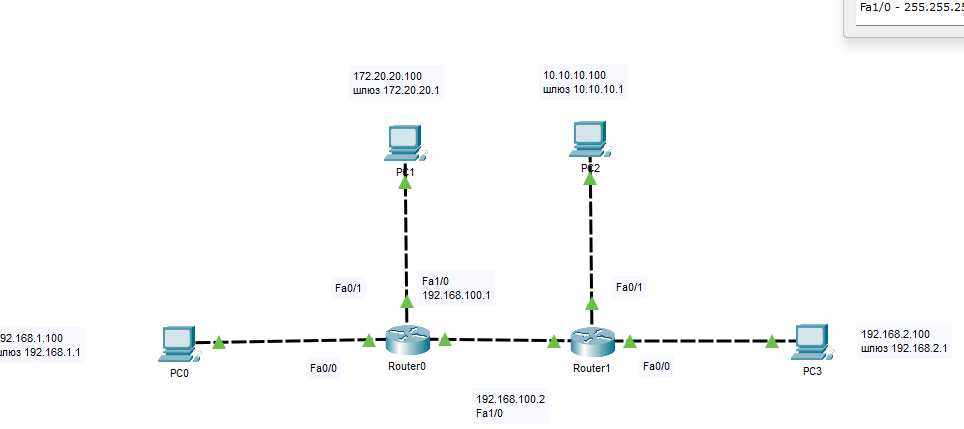 Fa1/0 - 255.255.25
172.20.20.100
шлюз 172.20.20.1
10.10.10.100
шлюз 10.10.10.1
PC1
PC2
Fa0/1
Fa1/0
192.168.100.1
Fa0/1
92.168.1.100
шлюз 192.168.1.1
192.168.2.100
шлюз 192.168.2.1
PC0
Fa0/0
Router0
Router1
Fa0/0
PC3
192.168.100.2
Fa1/0